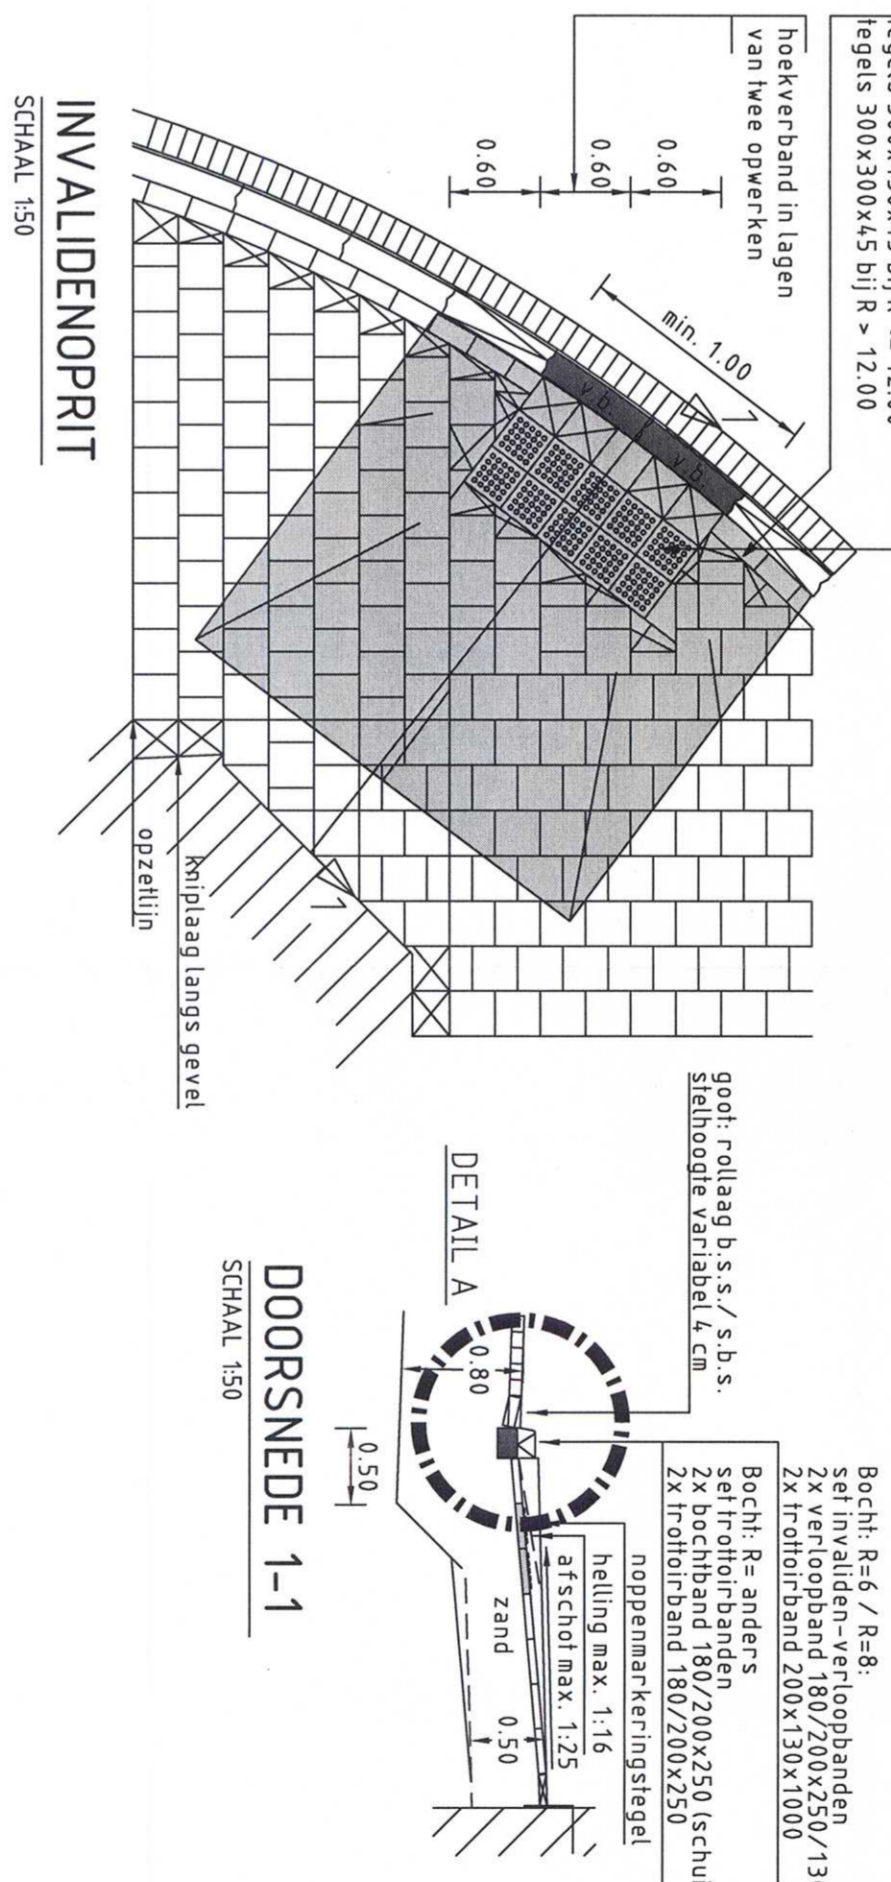 tegels 300x300x45 bij R > 12.00
hoekverband in lagen
van twee opwerken
0.60
0.60
0.60
min. 1.00
v.b.
v.b.
1
1
kniplaag langs gevel
opzetlijn
INVALIDENOPRIT
SCHAAL 1:50
Bocht: R=6 / R=8:
set invaliden-verloopbanden
2x verloopband 180/200x250/13
2x trottoirband 200x130x1000
Bocht: R= anders
set trottoirbanden
2x bochtband 180/200x250 (schui
2x trottoirband 180/200x250
goot: rollaag b.s.s./ s.b.s.
stelhoogte variabel 4 cm
noppenmarkeringstegel
helling max. 1:16
afschot max. 1:25
zand
0.50
0.80
0.50
DETAIL A
DOORSNEDE 1-1
SCHAAL 1:50